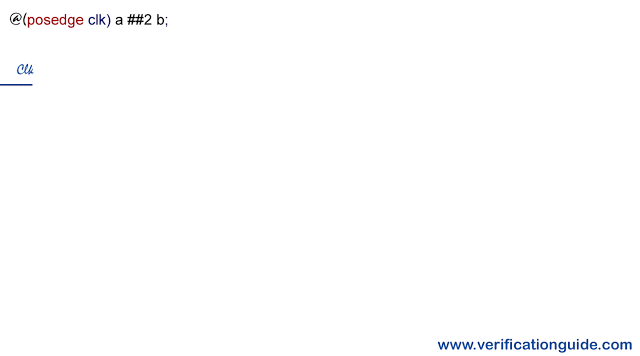 @(posedge clk) a ##2 b;
Clk
www.verificationguide.com